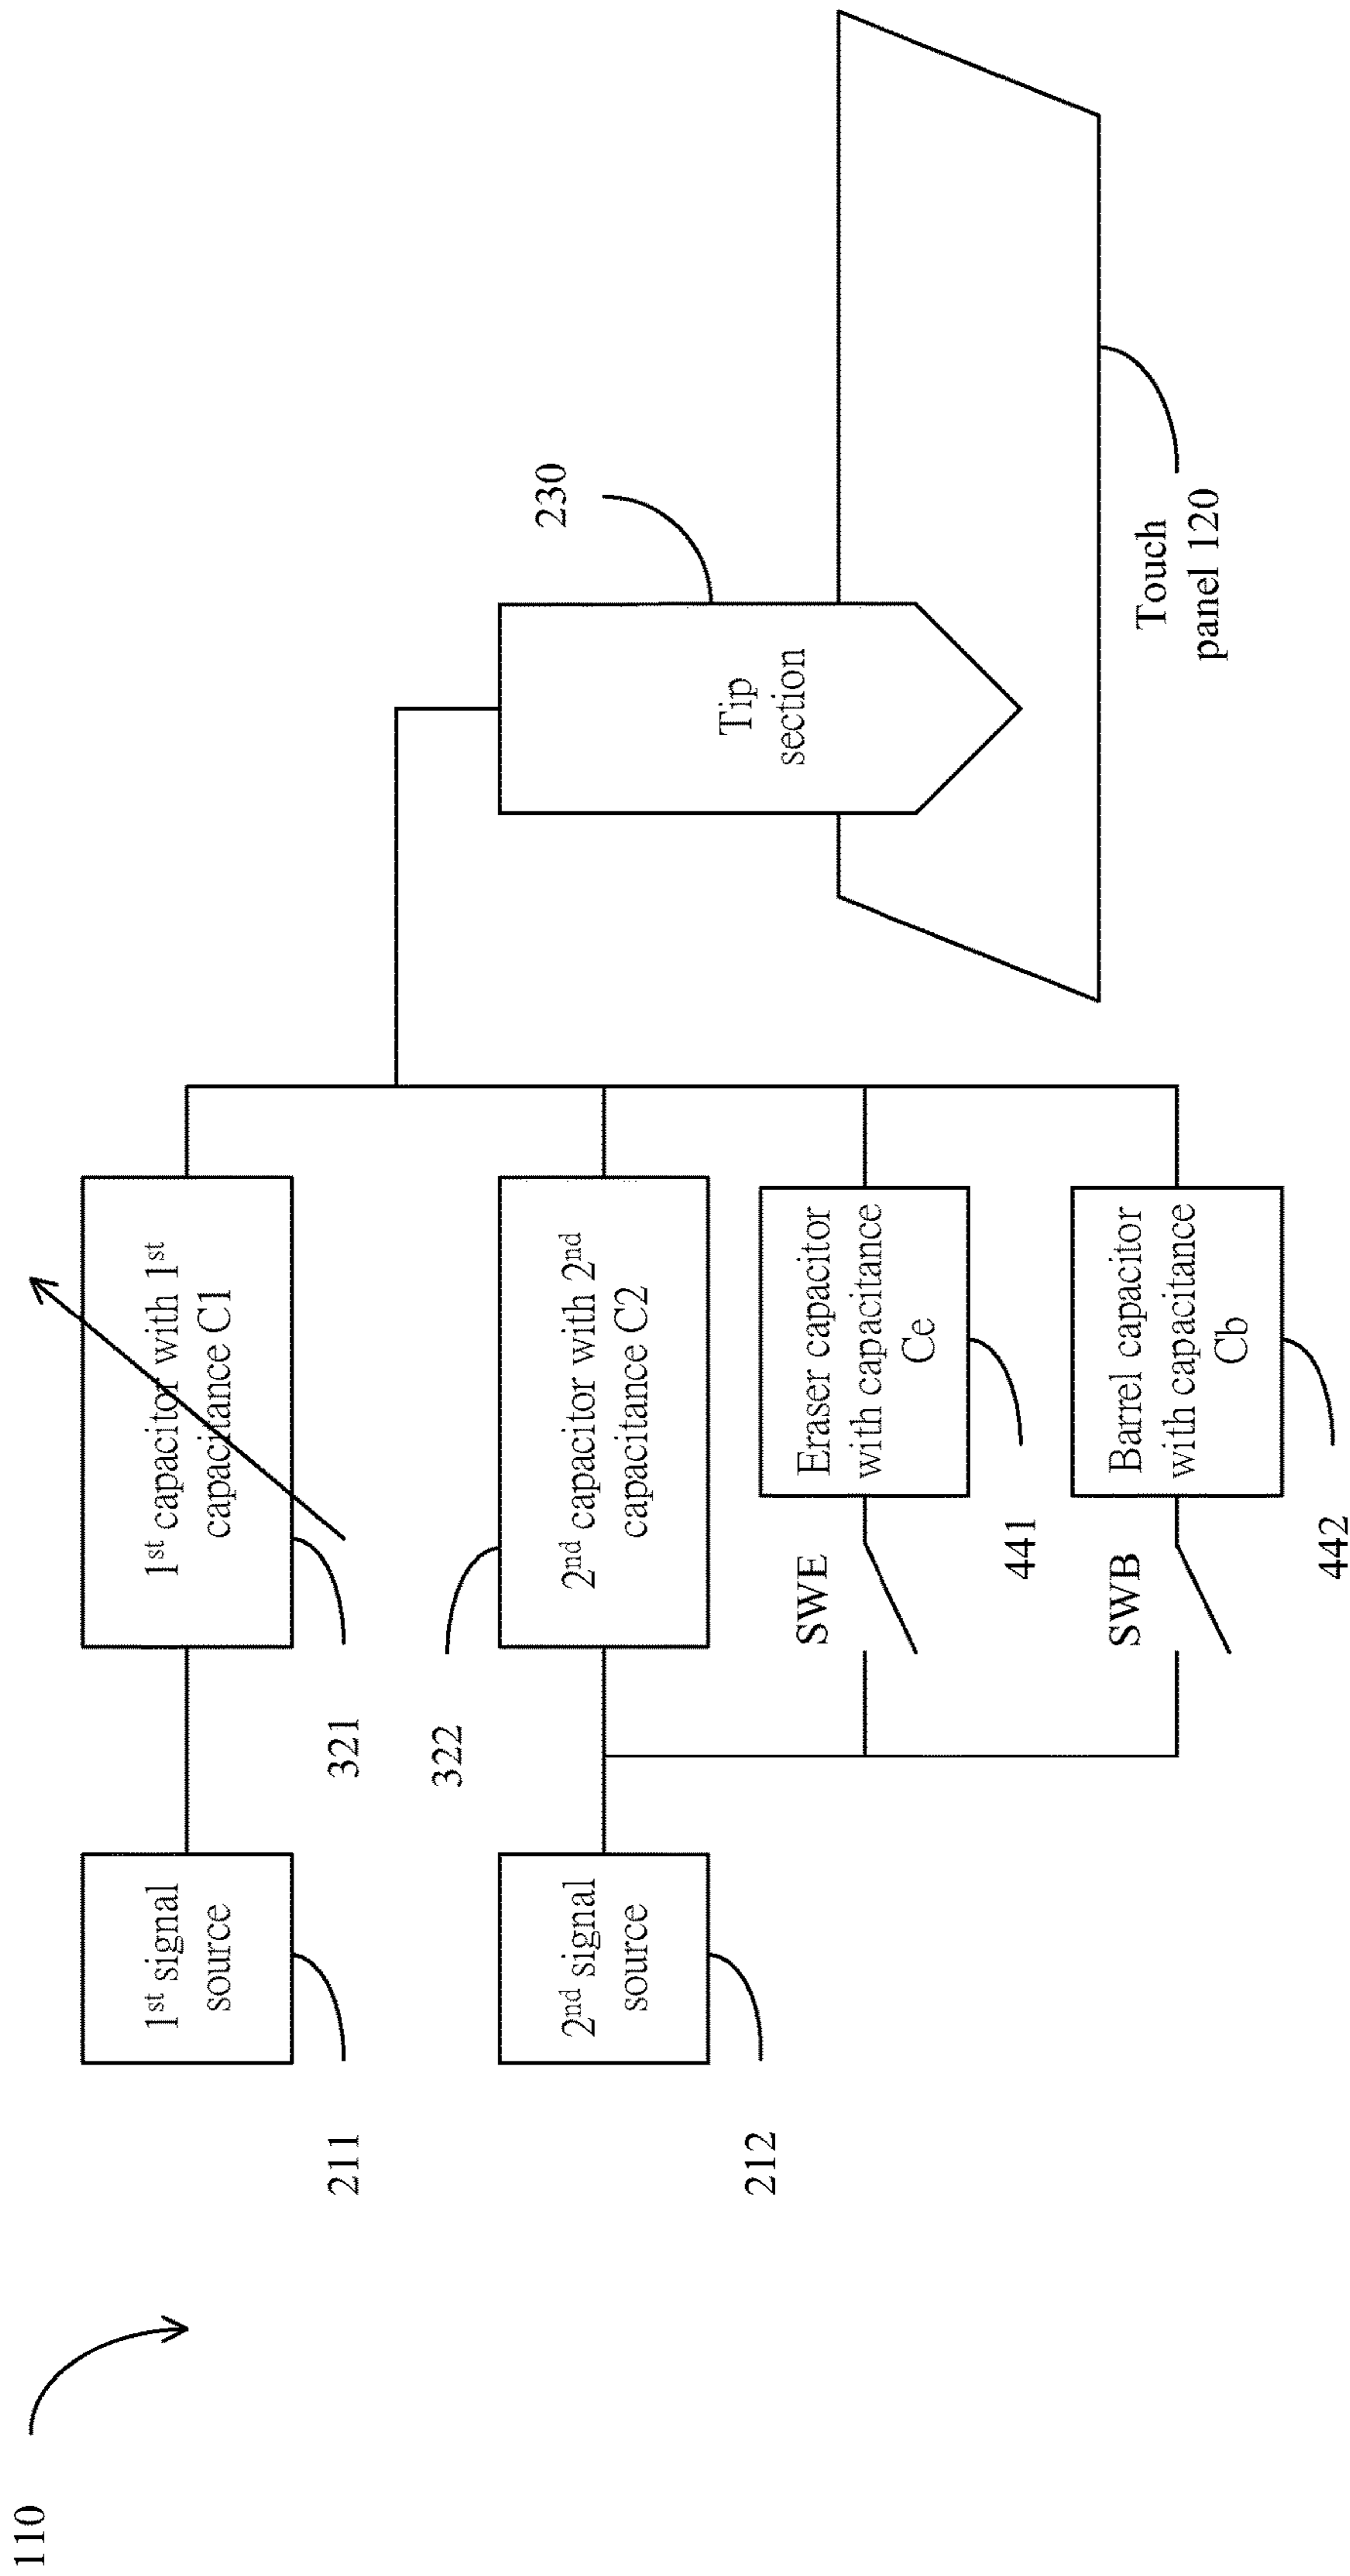 110
1st signal
source
211
1st capacitor with 1st
capacitance C1
321
2nd signal
source
212
2nd capacitor with 2nd
capacitance C2
322
SWE
Eraser capacitor
with capacitance
Ce
441
SWB
Barrel capacitor
with capacitance
Cb
442
230
Tip
section
Touch
panel 120